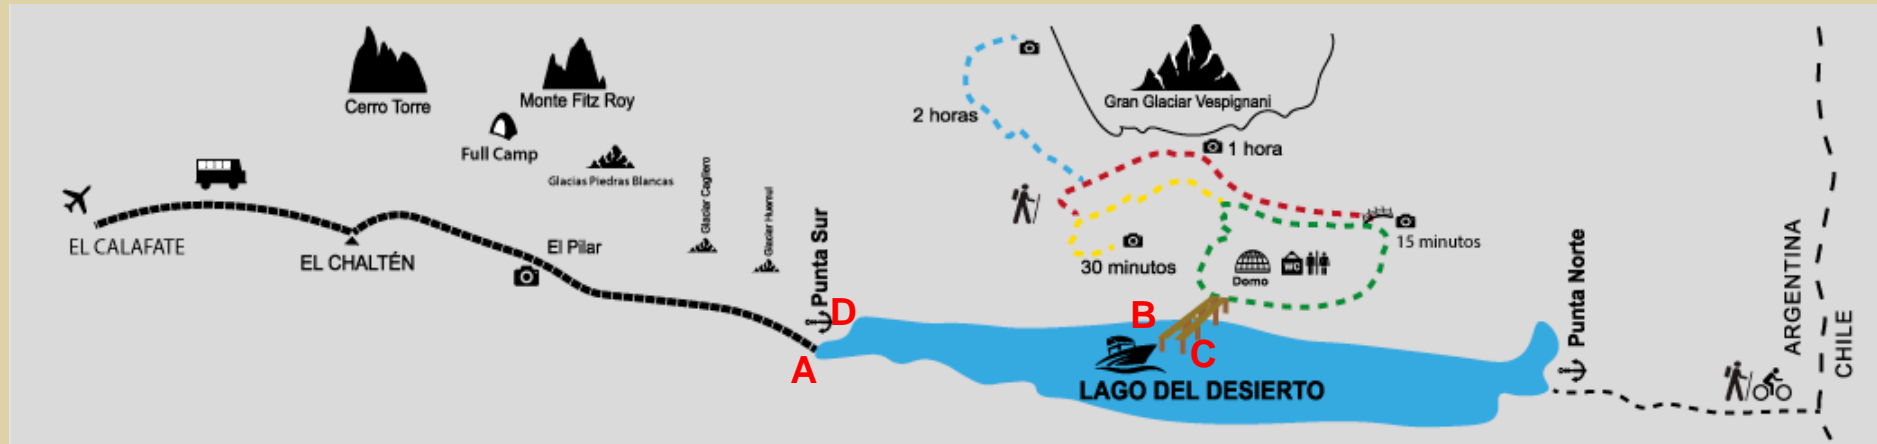 Cerro Torre
Monte Fitz Roy
Full Camp
Glacias Piedras Blancas
Glaciar Cagliero
Glaciar Huemul
EL CALAFATE
EL CHALTÉN
El Pilar
Punta Sur
D
A
2 horas
Gran Glaciar Vespignani
1 hora
15 minutos
30 minutos
Domo
B
C
LAGO DEL DESIERTO
Punta Norte
ARGENTINA
CHILE